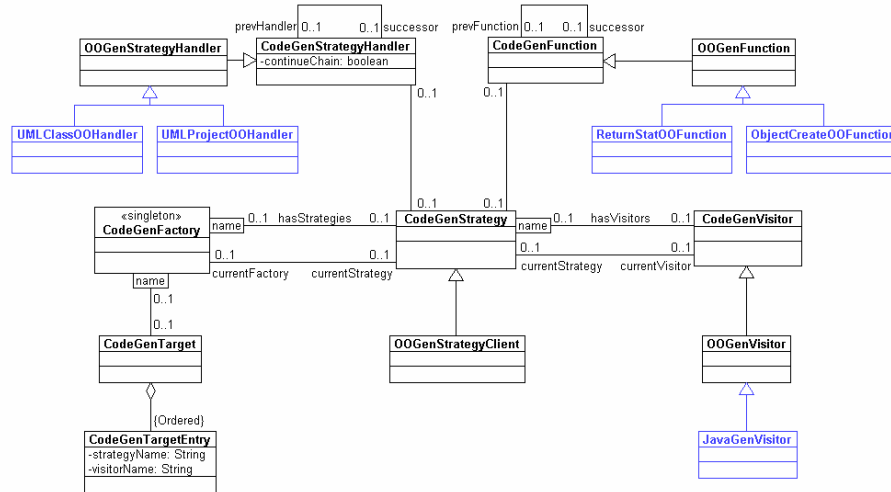 prevHandler 0..1 0..1 successor
prevFunction 0..1 0..1 successor
OOGenStrategyHandler
CodeGenStrategyHandler
-continueChain: boolean
CodeGenFunction
OOGenFunction
0..1
0..1
UMLClassOOHandler
UMLProjectOOHandler
ReturnStatOOFunction
ObjectCreateOOFunction
0..1
0..1
«singleton»
CodeGenFactory
name
0..1 hasStrategies 0..1
CodeGenStrategy
name
0..1 hasVisitors 0..1
CodeGenVisitor
0..1 0..1
currentFactory currentStrategy
0..1 0..1
currentStrategy currentVisitor
name
0..1
0..1
CodeGenTarget
OOGenStrategyClient
OOGenVisitor
{Ordered}
CodeGenTargetEntry
-strategyName: String
-visitorName: String
JavaGenVisitor